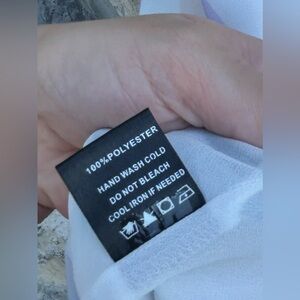 100%POLYESTER
HAND WASH COLD
DO NOT BLEACH
COOL IRON IF NEEDED